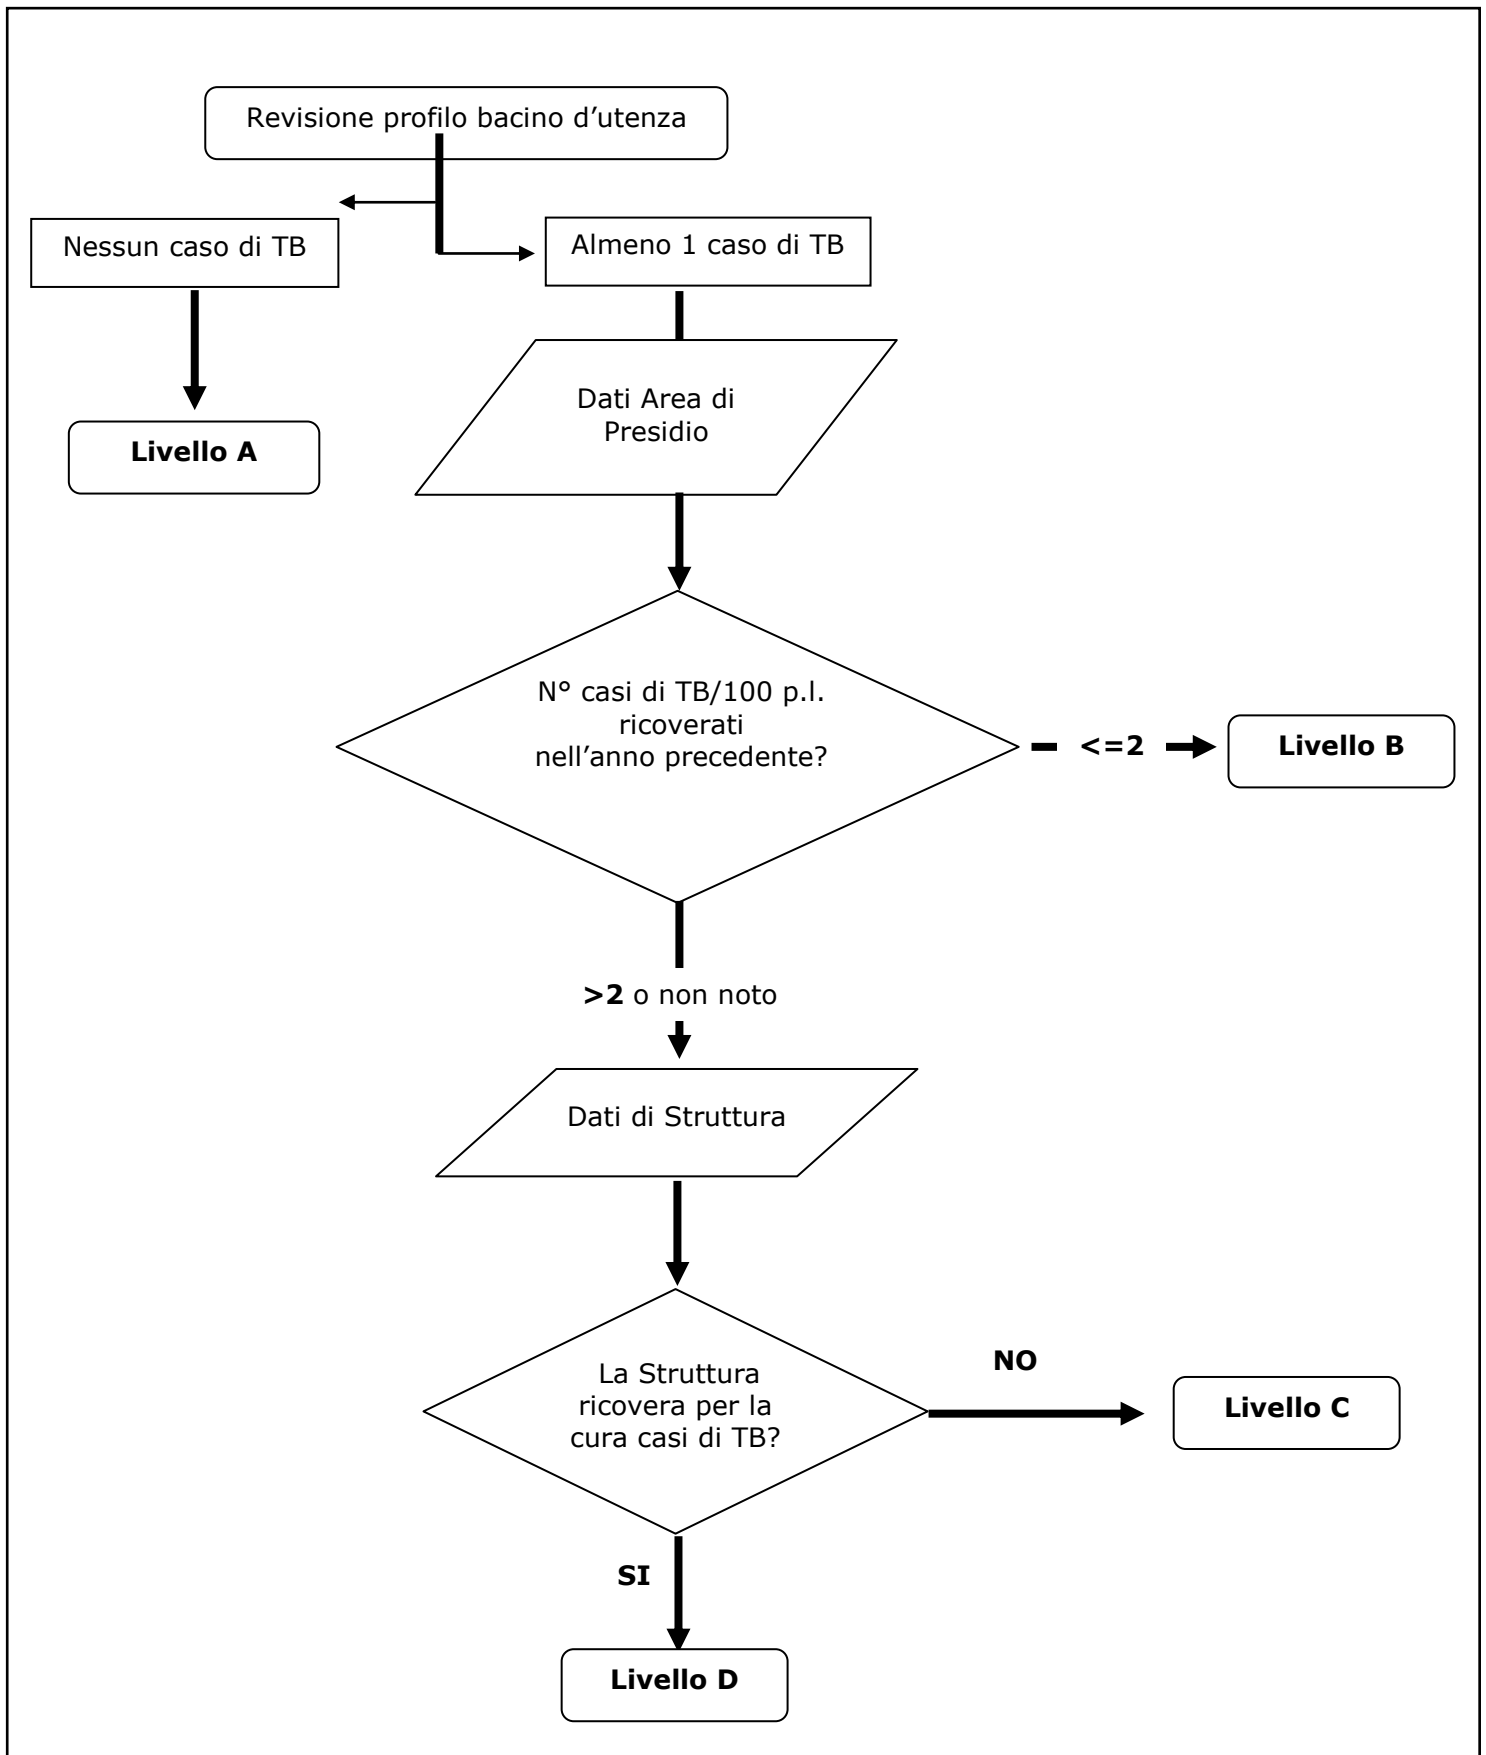 Revisione profilo bacino d'utenza
Nessun caso di TB
Almeno 1 caso di TB
Dati Area di
Presidio
Livello A
N° casi di TB/100 p.l.
ricoverati
nell'anno precedente?
<=2
Livello B
>2 o non noto
Dati di Struttura
La Struttura
ricovera per la
cura casi di TB?
NO
Livello C
SI
Livello D